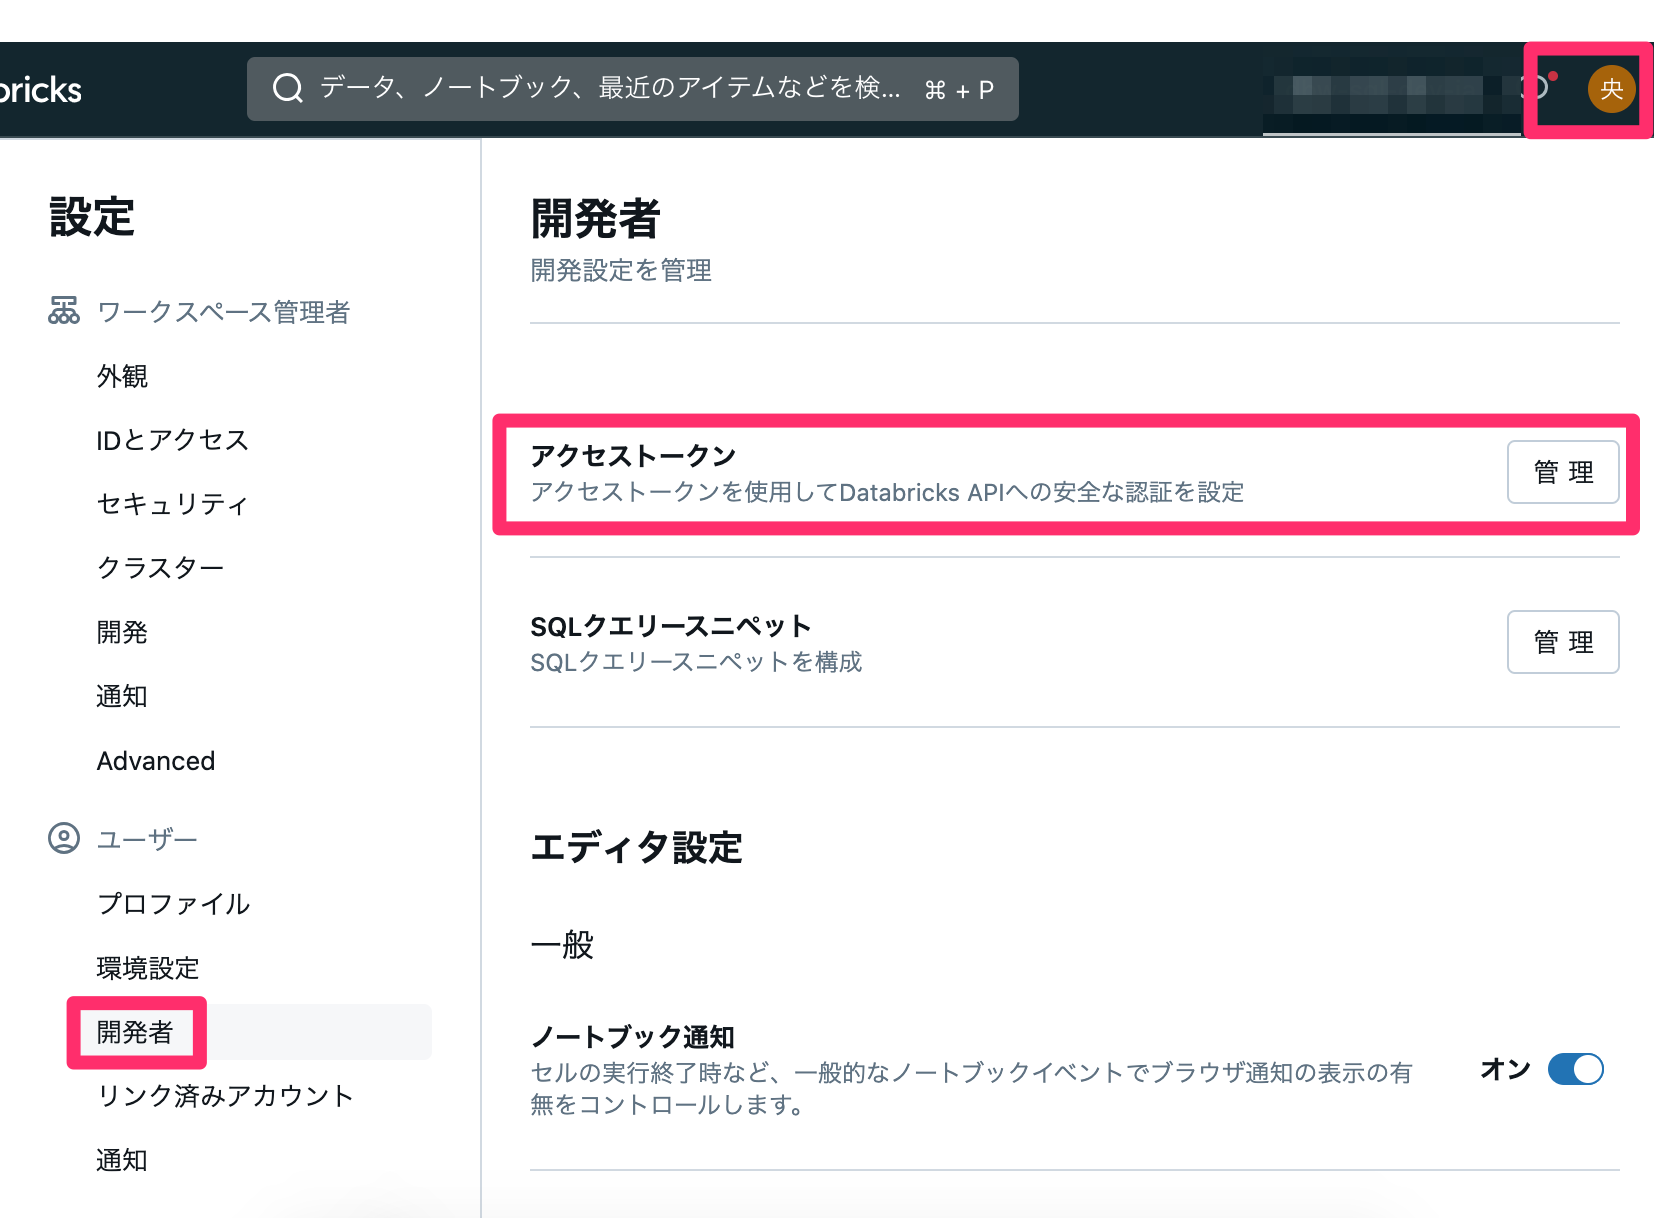 bricks
データ、ノートブック、最近のアイテムなどを検... ⌘ + P
央
設定
ワークスペース管理者
外観
IDとアクセス
セキュリティ
クラスター
開発
通知
Advanced
ユーザー
プロファイル
環境設定
開発者
リンク済みアカウント
通知
開発者
開発設定を管理
アクセストークン
アクセストークンを使用してDatabricks APIへの安全な認証を設定
管理
SQLクエリースニペット
SQLクエリースニペットを構成
管理
エディタ設定
一般
ノートブック通知
セルの実行終了時など、一般的なノートブックイベントでブラウザ通知の表示の有
無をコントロールします。
オン